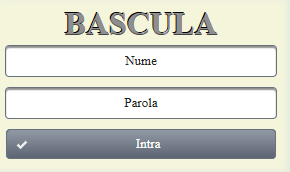 BASCULA
Nume
Parola
Intra